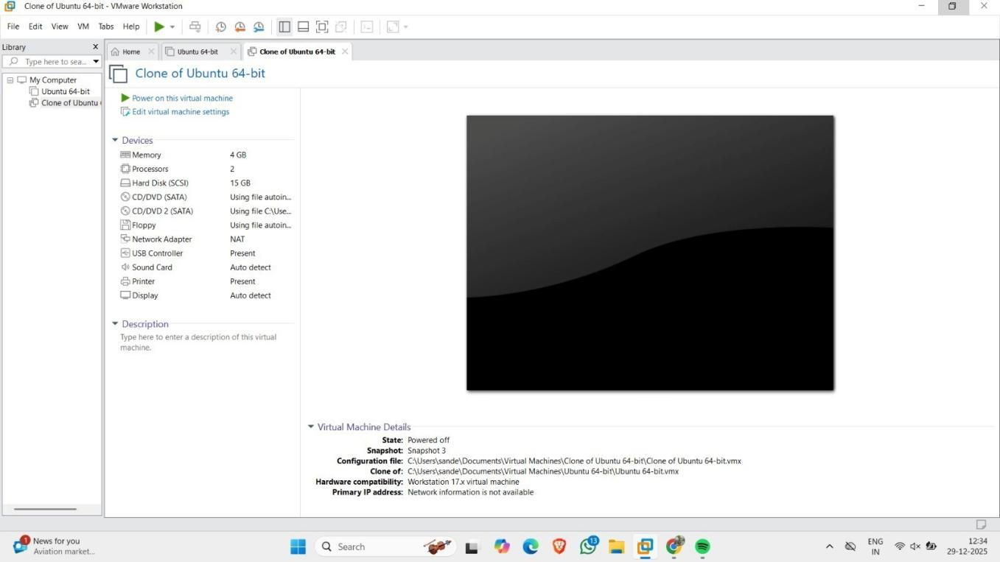 Clone of Ubuntu 64-bit - VMware Workstation
File Edit View VM Tabs Help
Library
Type here to sea...
My Computer
Ubuntu 64-bit
Clone of Ubuntu
Home
Ubuntu 64-bit
Clone of Ubuntu 64-bit
Clone of Ubuntu 64-bit
Power on this virtual machine
Edit virtual machine settings
Devices
Memory 4 GB
Processors 2
Hard Disk (SCSI) 15 GB
CD/DVD (SATA) Using file autoin...
CD/DVD 2 (SATA) Using file C:\Use...
Floppy Using file autoin...
Network Adapter NAT
USB Controller Present
Sound Card Auto detect
Printer Present
Display Auto detect
Description
Type here to enter a description of this virtual
machine.
Virtual Machine Details
State: Powered off
Snapshot: Snapshot 3
Configuration file: C:\Users\sande\Documents\Virtual Machines\Clone of Ubuntu 64-bit\Clone of Ubuntu 64-bit.vmx
Clone of: C:\Users\sande\Documents\Virtual Machines\Ubuntu 64-bit\Ubuntu 64-bit.vmx
Hardware compatibility: Workstation 17.x virtual machine
Primary IP address: Network information is not available
1
News for you
Aviation market...
Search
13
ENG
IN
12:34
29-12-2025